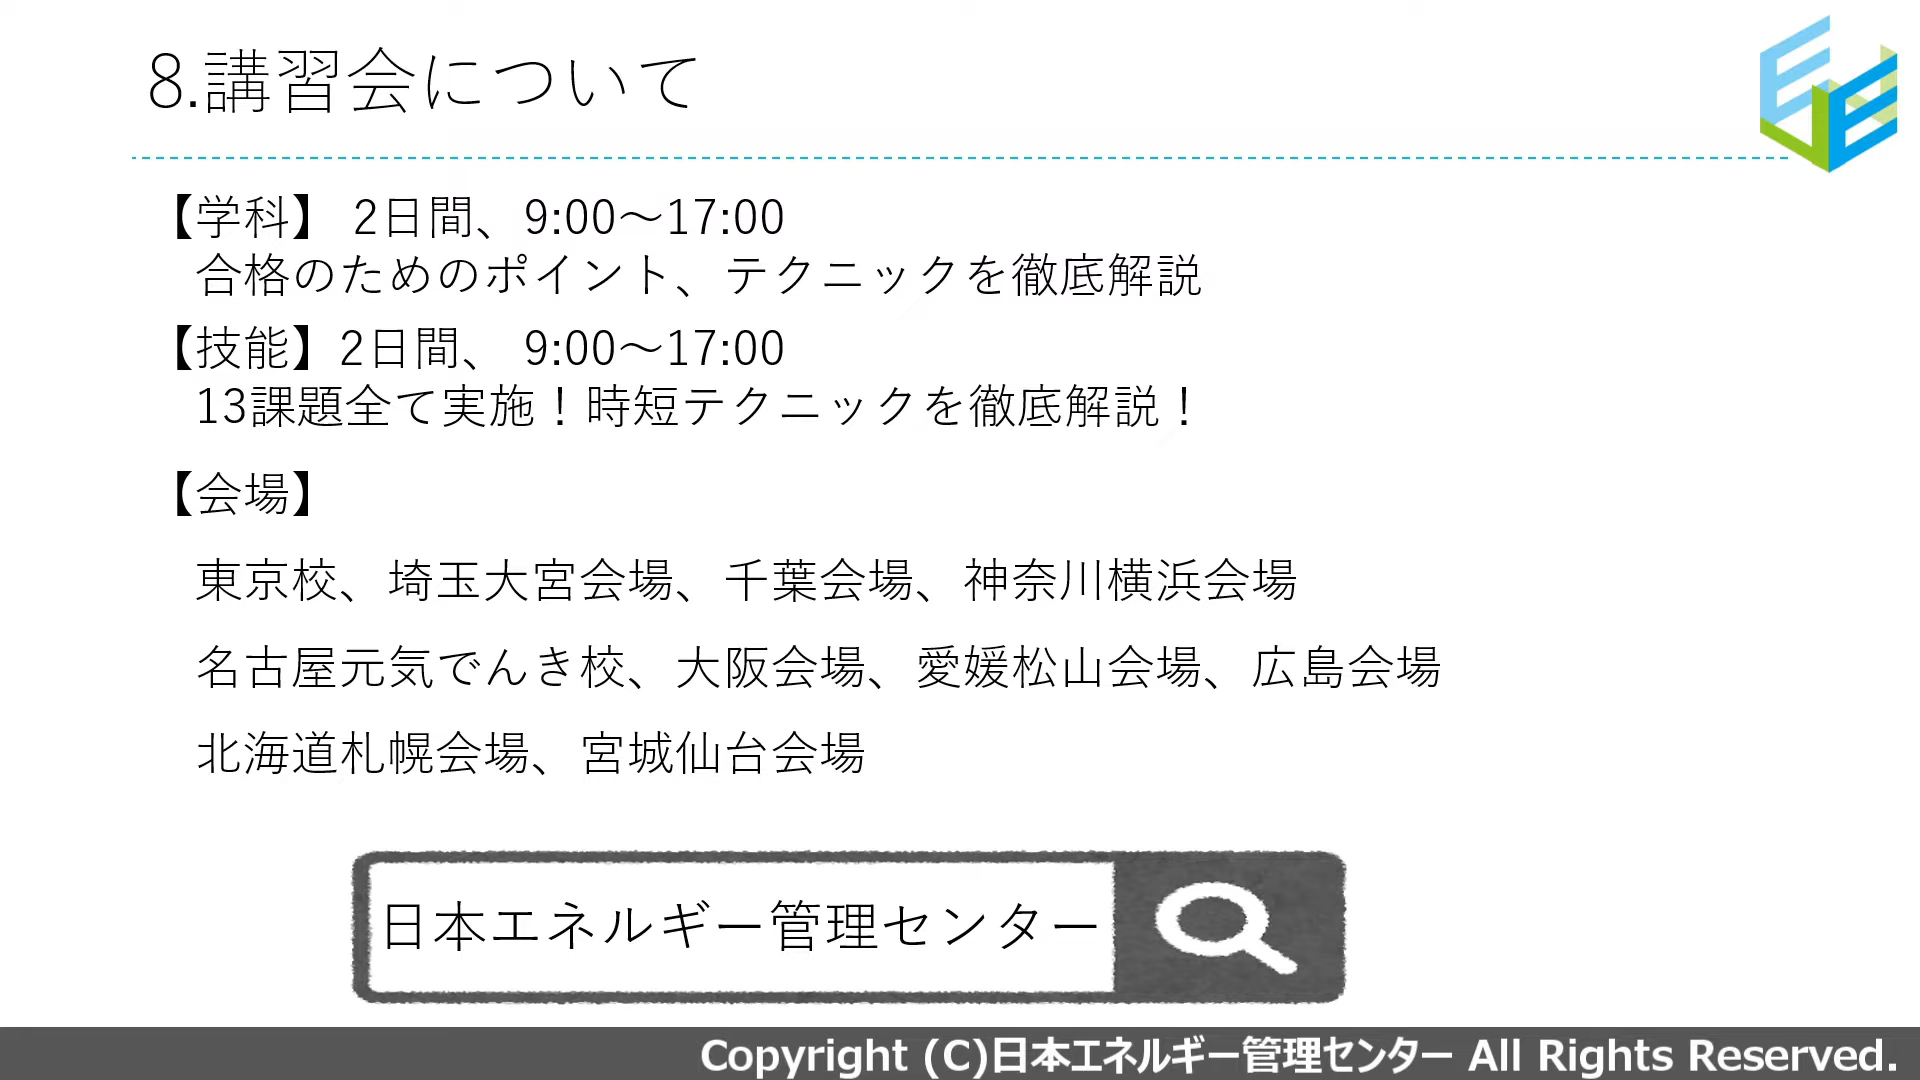 8.講習会について
【学科】 2日間、9:00～17:00
合格のためのポイント、テクニックを徹底解説
【技能】2日間、 9:00～17:00
13課題全て実施！時短テクニックを徹底解説！
【会場】
東京校、埼玉大宮会場、千葉会場、神奈川横浜会場
名古屋元気でんき校、大阪会場、愛媛松山会場、広島会場
北海道札幌会場、宮城仙台会場
日本エネルギー管理センター
Copyright (C)日本エネルギー管理センター All Rights Reserved.